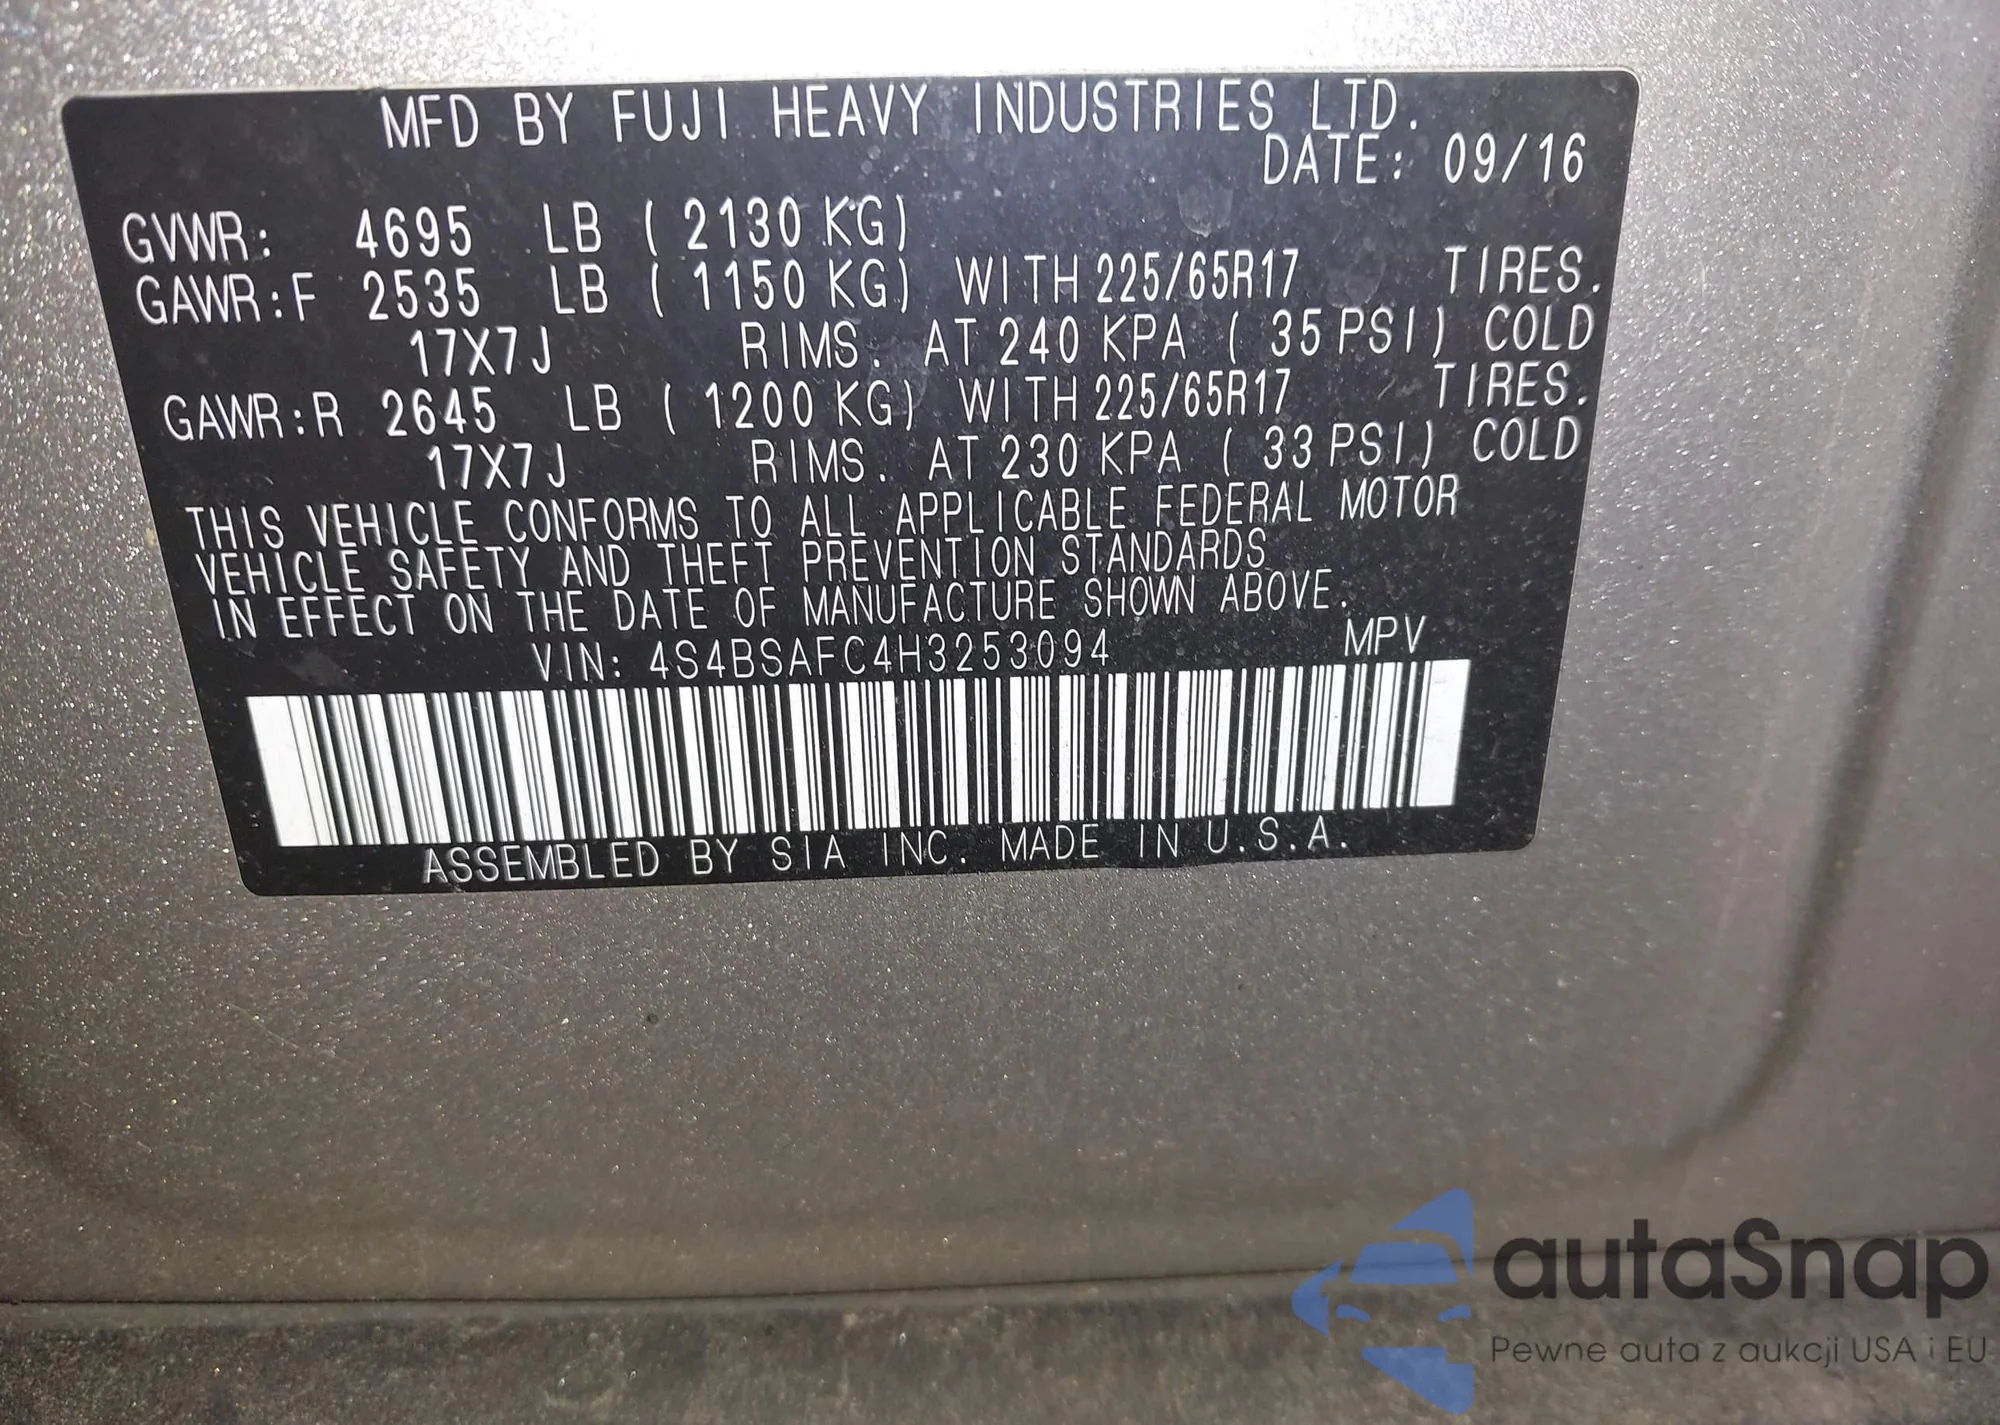 MFD BY FUJI HEAVY INDUSTRIES LTD.
DATE: 09/16
GVWR: 4695 LB ( 2130 KG)
GAWR:F 2535 LB ( 1150 KG) WITH 225/65R17 TIRES.
17X7J RIMS. AT 240 KPA ( 35 PSI) COLD
GAWR:R 2645 LB ( 1200 KG) WITH 225/65R17 TIRES.
17X7J RIMS. AT 230 KPA ( 33 PSI) COLD
THIS VEHICLE CONFORMS TO ALL APPLICABLE FEDERAL MOTOR
VEHICLE SAFETY AND THEFT PREVENTION STANDARDS
IN EFFECT ON THE DATE OF MANUFACTURE SHOWN ABOVE.
VIN: 4S4BSAFC4H3253094 MPV
ASSEMBLED BY SIA INC. MADE IN U.S.A.
autaSnap
Pewne auta z aukcji USA i EU